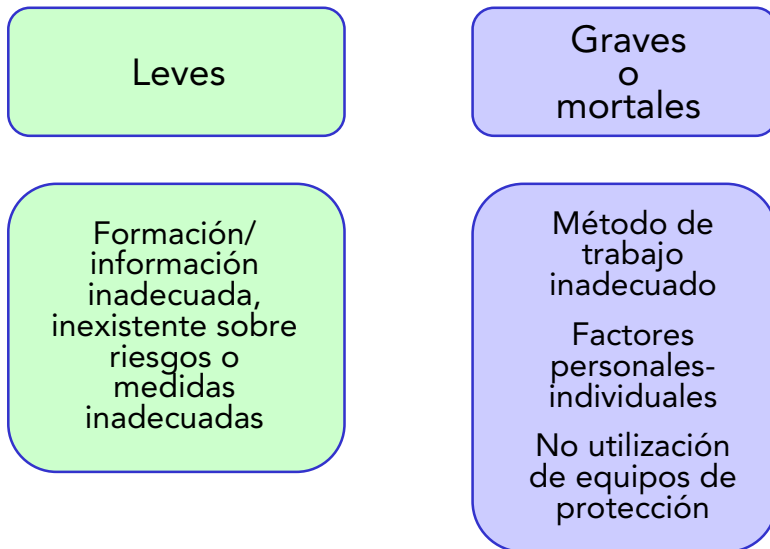 Leves
Graves
o
mortales
Formación/
información
inadecuada,
inexistente sobre
riesgos o
medidas
inadecuadas
Método de
trabajo
inadecuado
Factores
personales-
individuales
No utilización
de equipos de
protección